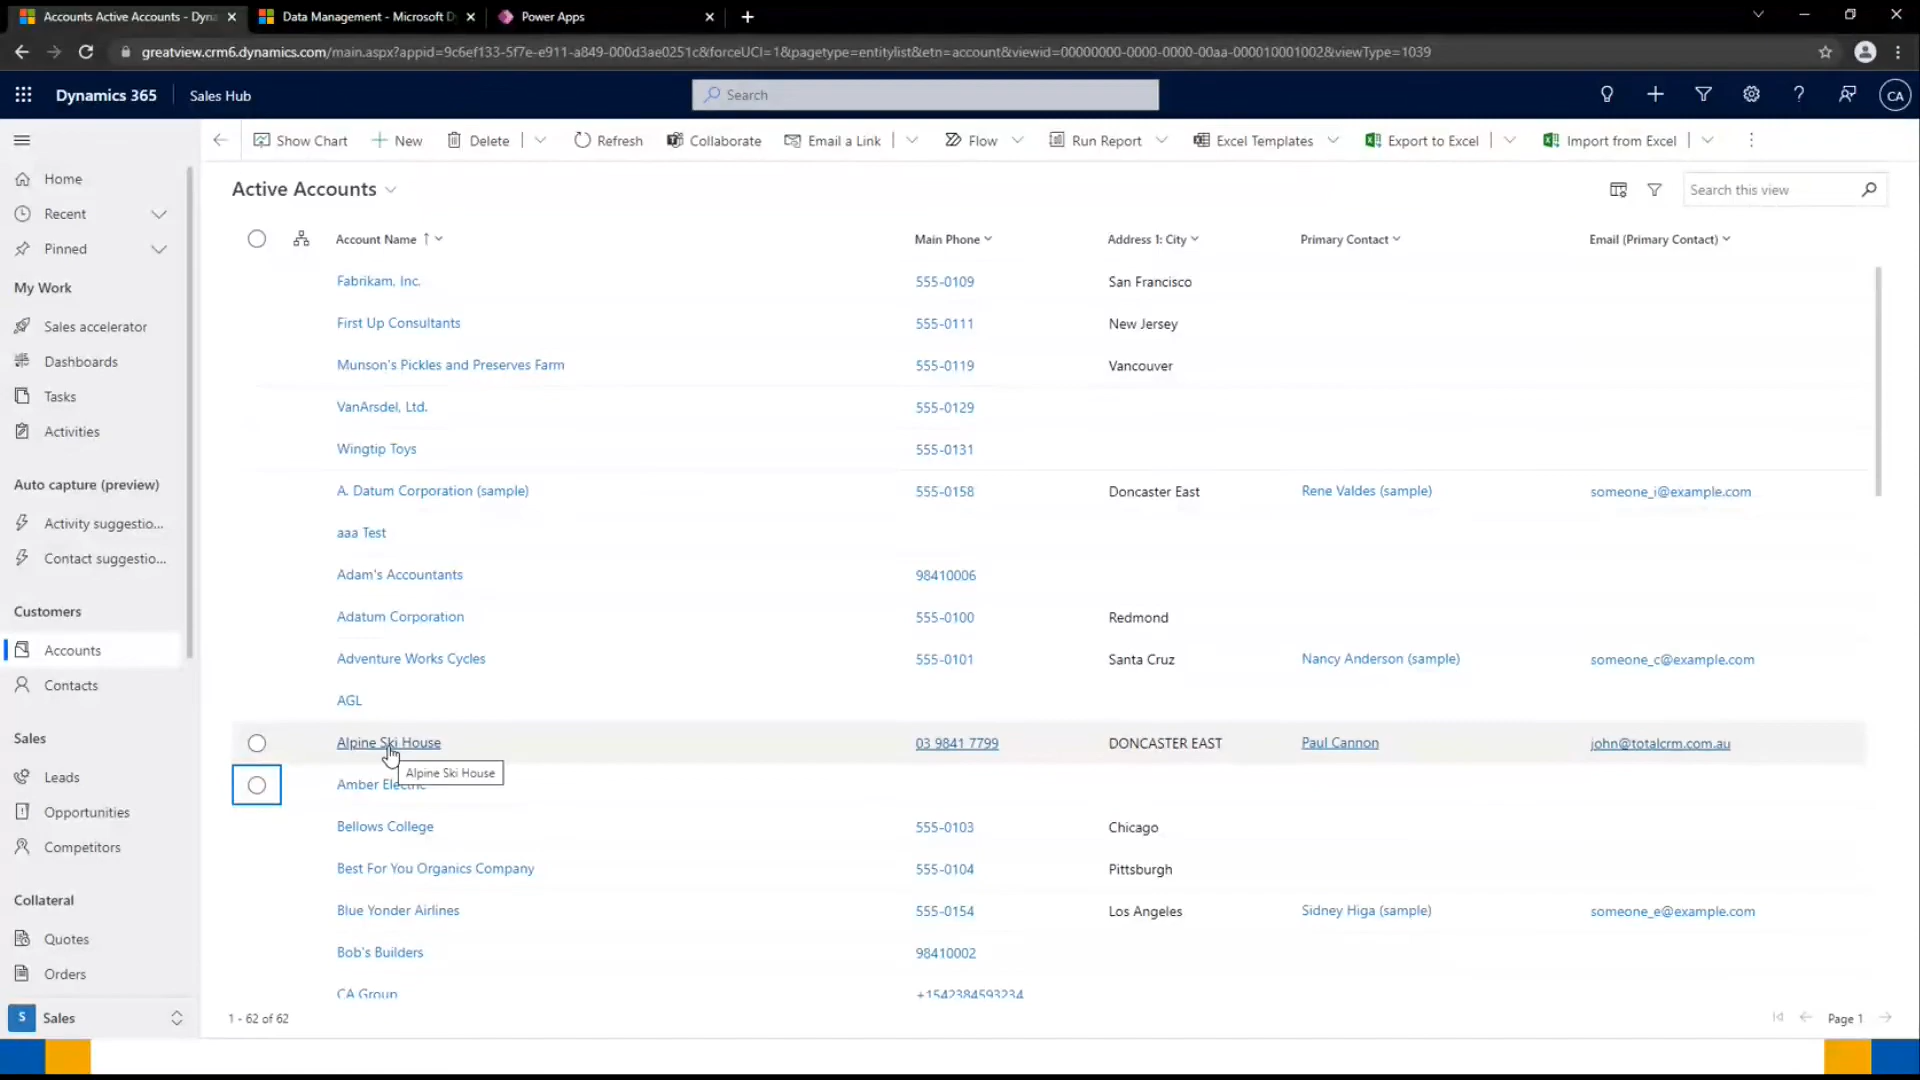 Accounts Active Accounts - Dyna
Data Management - Microsoft D
Power Apps
greatview.crm6.dynamics.com/main.aspx?appid=9c6ef133-5f7e-e911-a849-000d3ae0251c&forceUCI=1&pagetype=entitylist&etn=account&viewid=00000000-0000-0000-00aa-000010001002&viewType=1039
Dynamics 365
Sales Hub
Search
CA
Show Chart
New
Delete
Refresh
Collaborate
Email a Link
Flow
Run Report
Excel Templates
Export to Excel
Import from Excel
Home
Recent
Pinned
My Work
Sales accelerator
Dashboards
Tasks
Activities
Auto capture (preview)
Activity suggestio...
Contact suggestio...
Customers
Accounts
Contacts
Sales
Leads
Opportunities
Competitors
Collateral
Quotes
Orders
S Sales
Active Accounts
Search this view
Account Name Main Phone Address 1: City Primary Contact Email (Primary Contact)
Fabrikam, Inc. 555-0109 San Francisco
First Up Consultants 555-0111 New Jersey
Munson's Pickles and Preserves Farm 555-0119 Vancouver
VanArsdel, Ltd. 555-0129
Wingtip Toys 555-0131
A. Datum Corporation (sample) 555-0158 Doncaster East Rene Valdes (sample) someone_i@example.com
aaa Test
Adam's Accountants 98410006
Adatum Corporation 555-0100 Redmond
Adventure Works Cycles 555-0101 Santa Cruz Nancy Anderson (sample) someone_c@example.com
AGL
Alpine Ski House 03 9841 7799 DONCASTER EAST Paul Cannon john@totalcrm.com.au
Alpine Ski House
Amber Electric
Bellows College 555-0103 Chicago
Best For You Organics Company 555-0104 Pittsburgh
Blue Yonder Airlines 555-0154 Los Angeles Sidney Higa (sample) someone_e@example.com
Bob's Builders 98410002
CA Group +1542384593234
1 - 62 of 62
Page 1